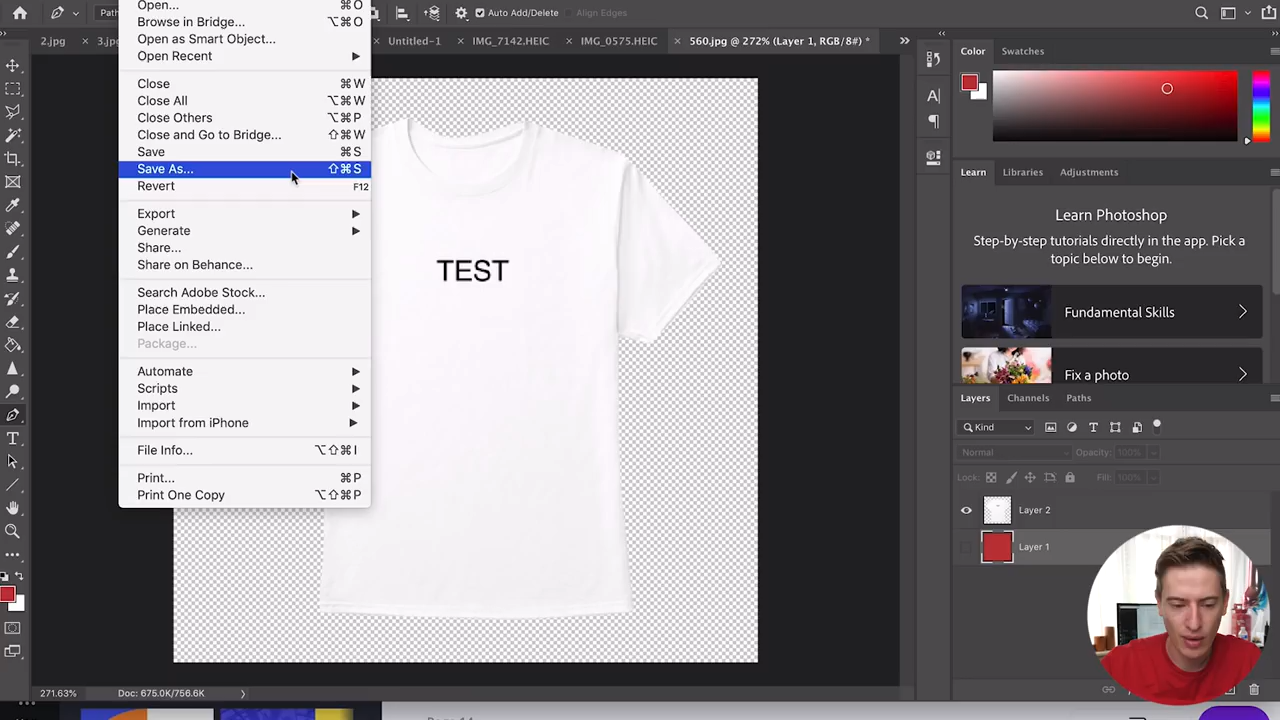 Open... ⌘O
Browse in Bridge... ⌥⌘O
Open as Smart Object...
Open Recent
Close ⌘W
Close All ⌥⌘W
Close Others ⌥⌘P
Close and Go to Bridge... ⇧⌘W
Save ⌘S
Save As... ⇧⌘S
Revert F12
Export
Generate
Share...
Share on Behance...
Search Adobe Stock...
Place Embedded...
Place Linked...
Package...
Automate
Scripts
Import
Import from iPhone
File Info... ⌥⇧⌘I
Print... ⌘P
Print One Copy ⌥⇧⌘P
Auto Add/Delete
Align Edges
2.jpg
Untitled-1
IMG_7142.HEIC
IMG_0575.HEIC
560.jpg @ 272% (Layer 1, RGB/8#) *
TEST
Color Swatches
Learn Libraries Adjustments
Learn Photoshop
Step-by-step tutorials directly in the app. Pick a
topic below to begin.
Fundamental Skills
Fix a photo
Layers Channels Paths
Kind
Normal Opacity: 100%
Lock: Fill: 100%
Layer 2
Layer 1
271.63% Doc: 675.0K/756.6K